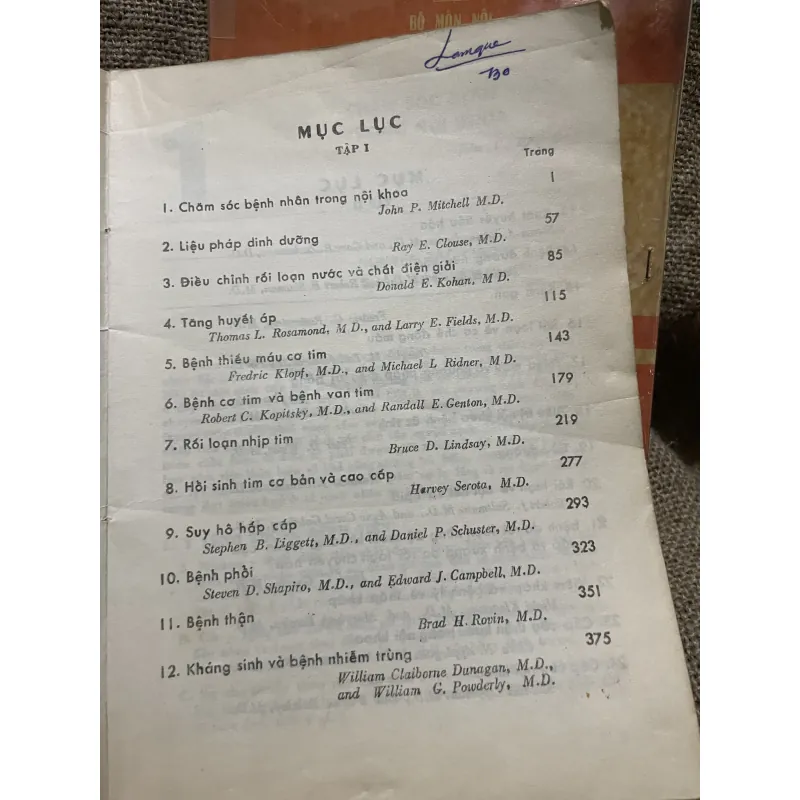 BỘ MÔN NỘI
MỤC LỤC
TẬP I
Trang
1. Chăm sóc bệnh nhân trong nội khoa 1
John P. Mitchell M.D.
2. Liệu pháp dinh dưỡng 57
Ray E. Clouse, M.D.
3. Điều chỉnh rối loạn nước và chất điện giải 85
Donald E. Kohan, M D.
4. Tăng huyết áp 115
Thomas L. Rosamond, M D., and Larry E. Fields, M.D.
5. Bệnh thiếu máu cơ tim 143
Fredric Klopf, M.D., and Michael L Ridner, M D.
6. Bệnh cơ tim và bệnh van tim 179
Robert C. Kopitsky, M.D., and Randall E. Genton, M.D.
7. Rối loạn nhịp tim 219
Bruce D. Lindsay, M.D.
8. Hồi sinh tim cơ bản và cao cấp 277
Harvey Serota, M.D.
9. Suy hô hấp cấp 293
Stephen B. Liggett, M.D., and Daniel P. Schuster, M.D.
10. Bệnh phổi 323
Steven D. Shapiro, M.D., and Edward J. Campbell, M.D.
11. Bệnh thận 351
Brad H. Rovin, M.D.
12. Kháng sinh và bệnh nhiễm trùng 375
William Claiborne Dunagan, M.D.,
and William G. Powderly, M.D.